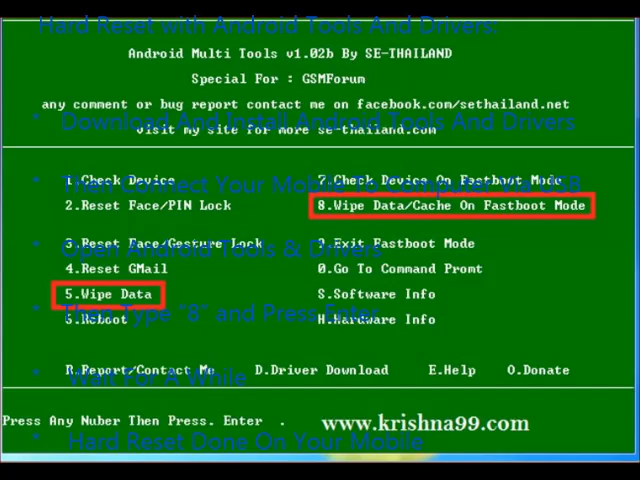 Hard Reset with Android Tools And Drivers:
Android Multi Tools v1.02b By SE-THAILAND
Special For : GSMForum
any comment or bug report contact me on facebook.com/sethailand.net
* Download And Install Android Tools And Drivers
visit my site for more se-thailand.com
1.Check Device 7.Check Device On Fastboot Mode
* Then Connect Your Mobile To Computer Via USB
2.Reset Face/PIN Lock 8.Wipe Data/Cache On Fastboot Mode
3.Reset Face/Gesture Lock 9.Exit Fastboot Mode
* Open Android Tools & Drivers
4.Reset GMail 0.Go To Command Promt
5.Wipe Data S.Software Info
* Then Type "8" and Press Enter
6.Reboot H.Hardware Info
R.Report/Contact Me D.Driver Download E.Help O.Donate
* Wait For A While
Press Any Nuber Then Press. Enter .
www.krishna99.com
* Hard Reset Done On Your Mobile